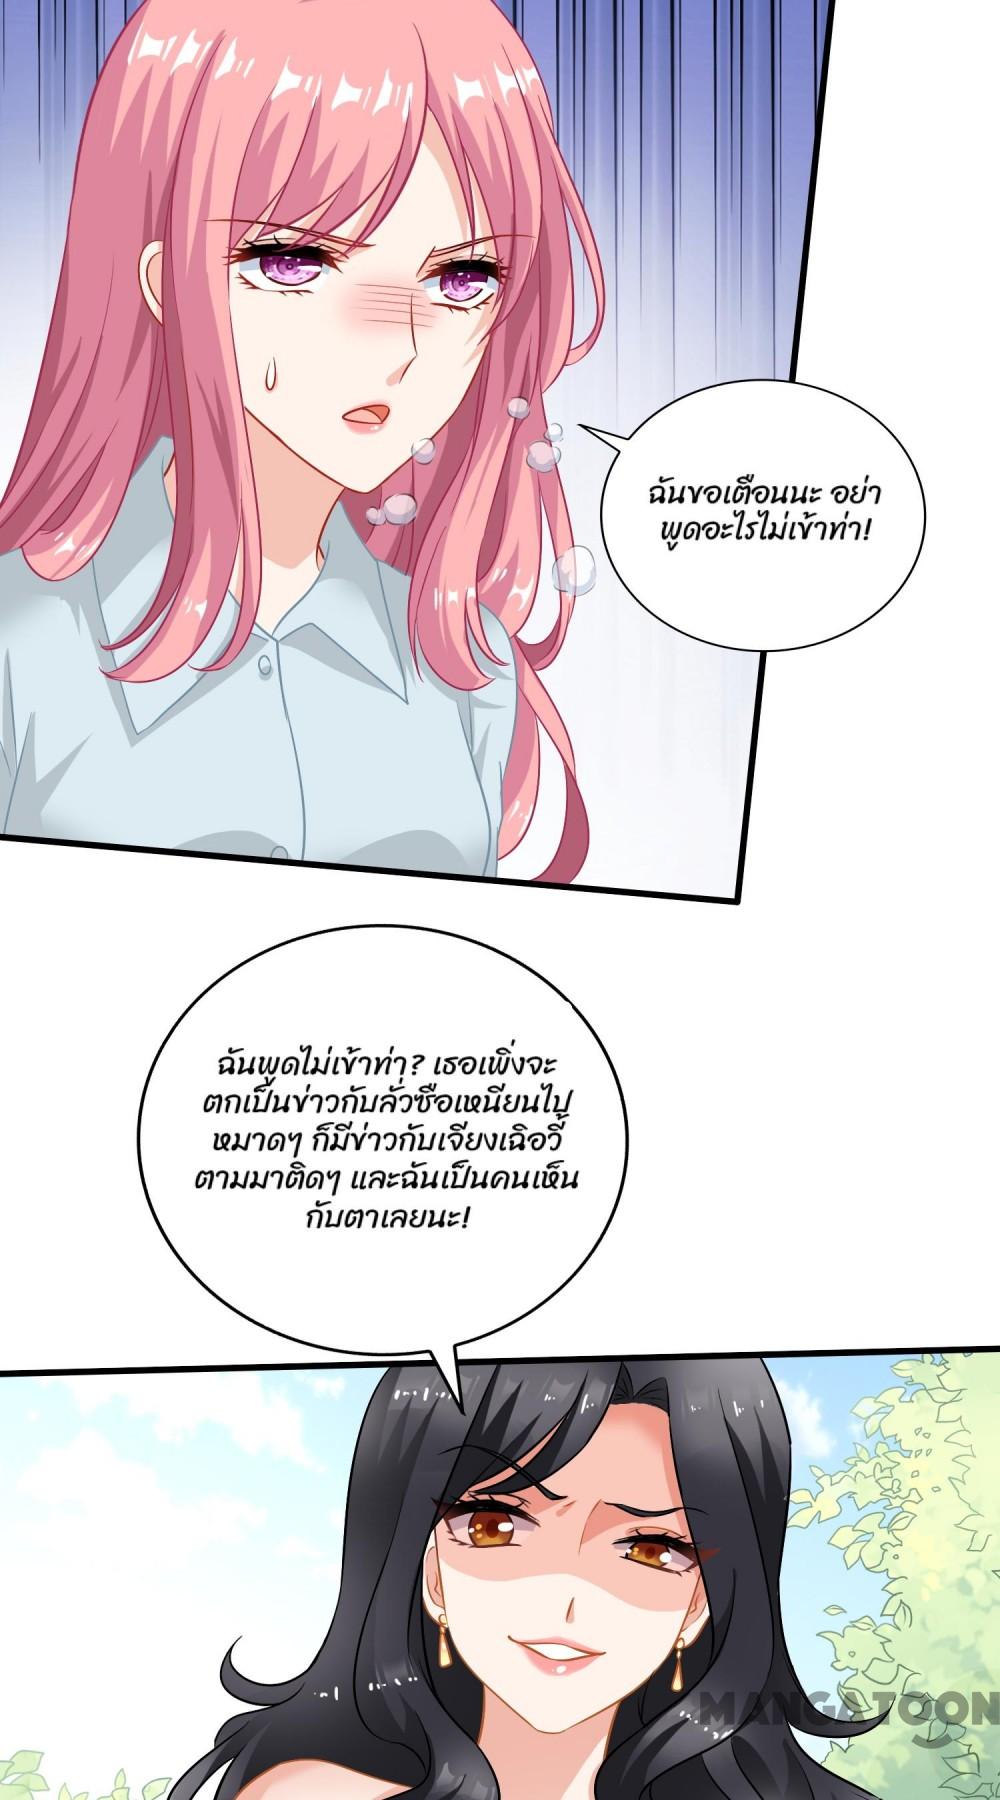 ฉันขอเตือนนะ อย่า
พูดอะไรไม่เข้าท่า!
ฉันพูดไม่เข้าท่า? เธอเพิ่งจะ
ตกเป็นข่าวกับลั่วซือเหนียนไป
หมาดๆ ก็มีข่าวกับเจียงเฉิอวี้
ตามมาติดๆ และฉันเป็นคนเห็น
กับตาเลยนะ!
MANGATOON